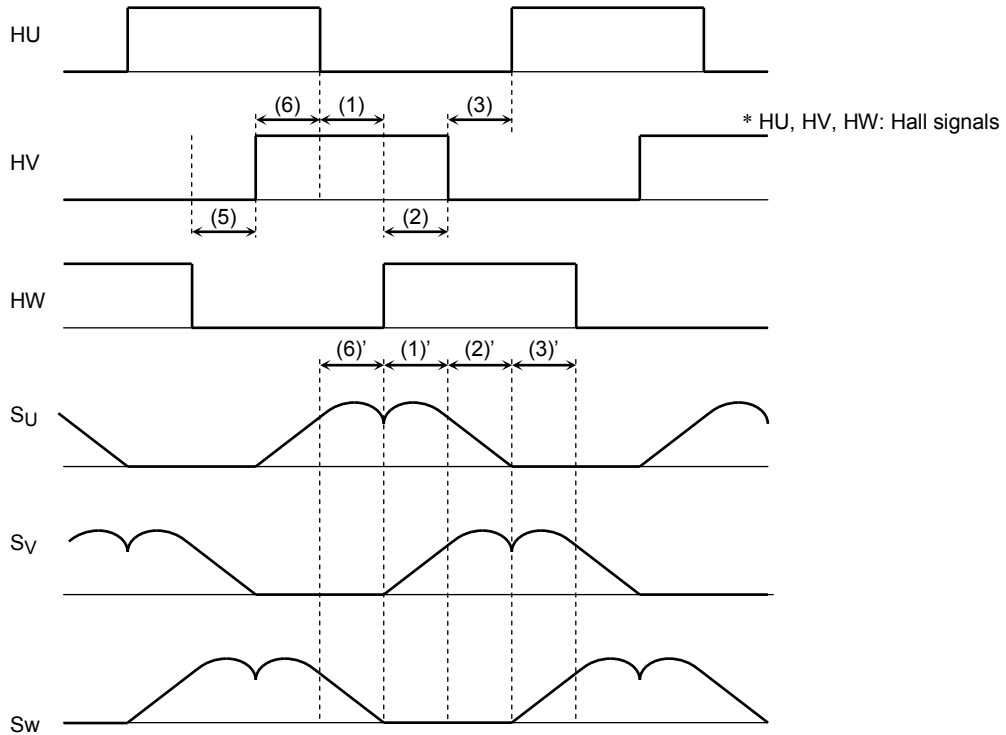 HU
(6) (1) (3)
* HU, HV, HW: Hall signals
HV
(5) (2)
HW
(6)’ (1)’ (2)’ (3)’
SU
SV
SW